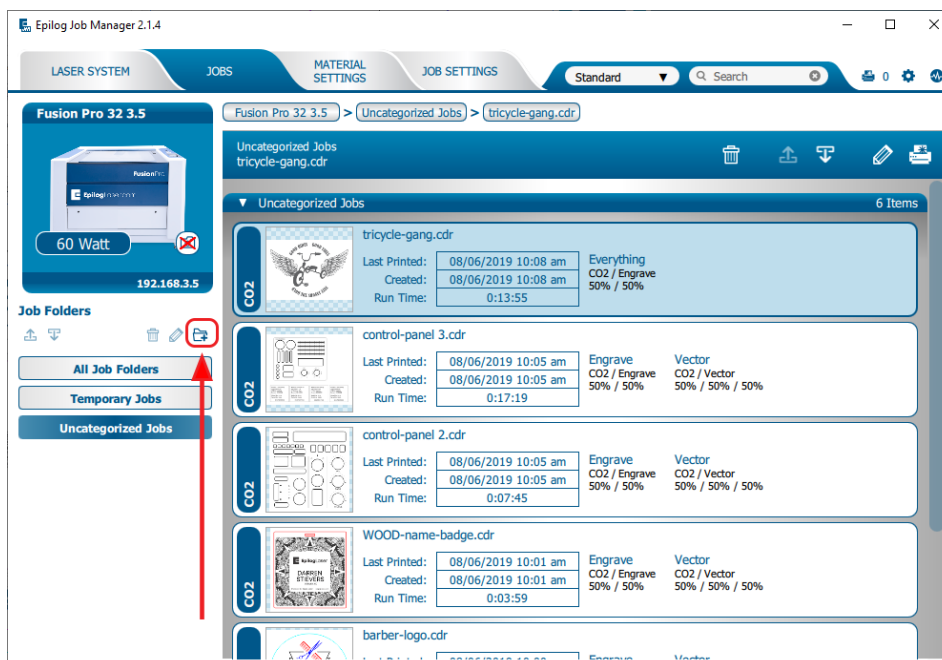 Epilog Job Manager 2.1.4
LASER SYSTEM
JOBS
MATERIAL
SETTINGS
JOB SETTINGS
Standard
Search
0
Fusion Pro 32 3.5
60 Watt
192.168.3.5
Job Folders
All Job Folders
Temporary Jobs
Uncategorized Jobs
Fusion Pro 32 3.5 > Uncategorized Jobs > tricycle-gang.cdr
Uncategorized Jobs
tricycle-gang.cdr
Uncategorized Jobs 6 Items
CO2
tricycle-gang.cdr
Last Printed: 08/06/2019 10:08 am
Created: 08/06/2019 10:08 am
Run Time: 0:13:55
Everything
CO2 / Engrave
50% / 50%
CO2
control-panel 3.cdr
Last Printed: 08/06/2019 10:05 am
Created: 08/06/2019 10:05 am
Run Time: 0:17:19
Engrave
CO2 / Engrave
50% / 50%
Vector
CO2 / Vector
50% / 50% / 50%
CO2
control-panel 2.cdr
Last Printed: 08/06/2019 10:05 am
Created: 08/06/2019 10:05 am
Run Time: 0:07:45
Engrave
CO2 / Engrave
50% / 50%
Vector
CO2 / Vector
50% / 50% / 50%
CO2
DARREN
STIEVERS
WOOD-name-badge.cdr
Last Printed: 08/06/2019 10:01 am
Created: 08/06/2019 10:01 am
Run Time: 0:03:59
Engrave
CO2 / Engrave
50% / 50%
Vector
CO2 / Vector
50% / 50% / 50%
barber-logo.cdr